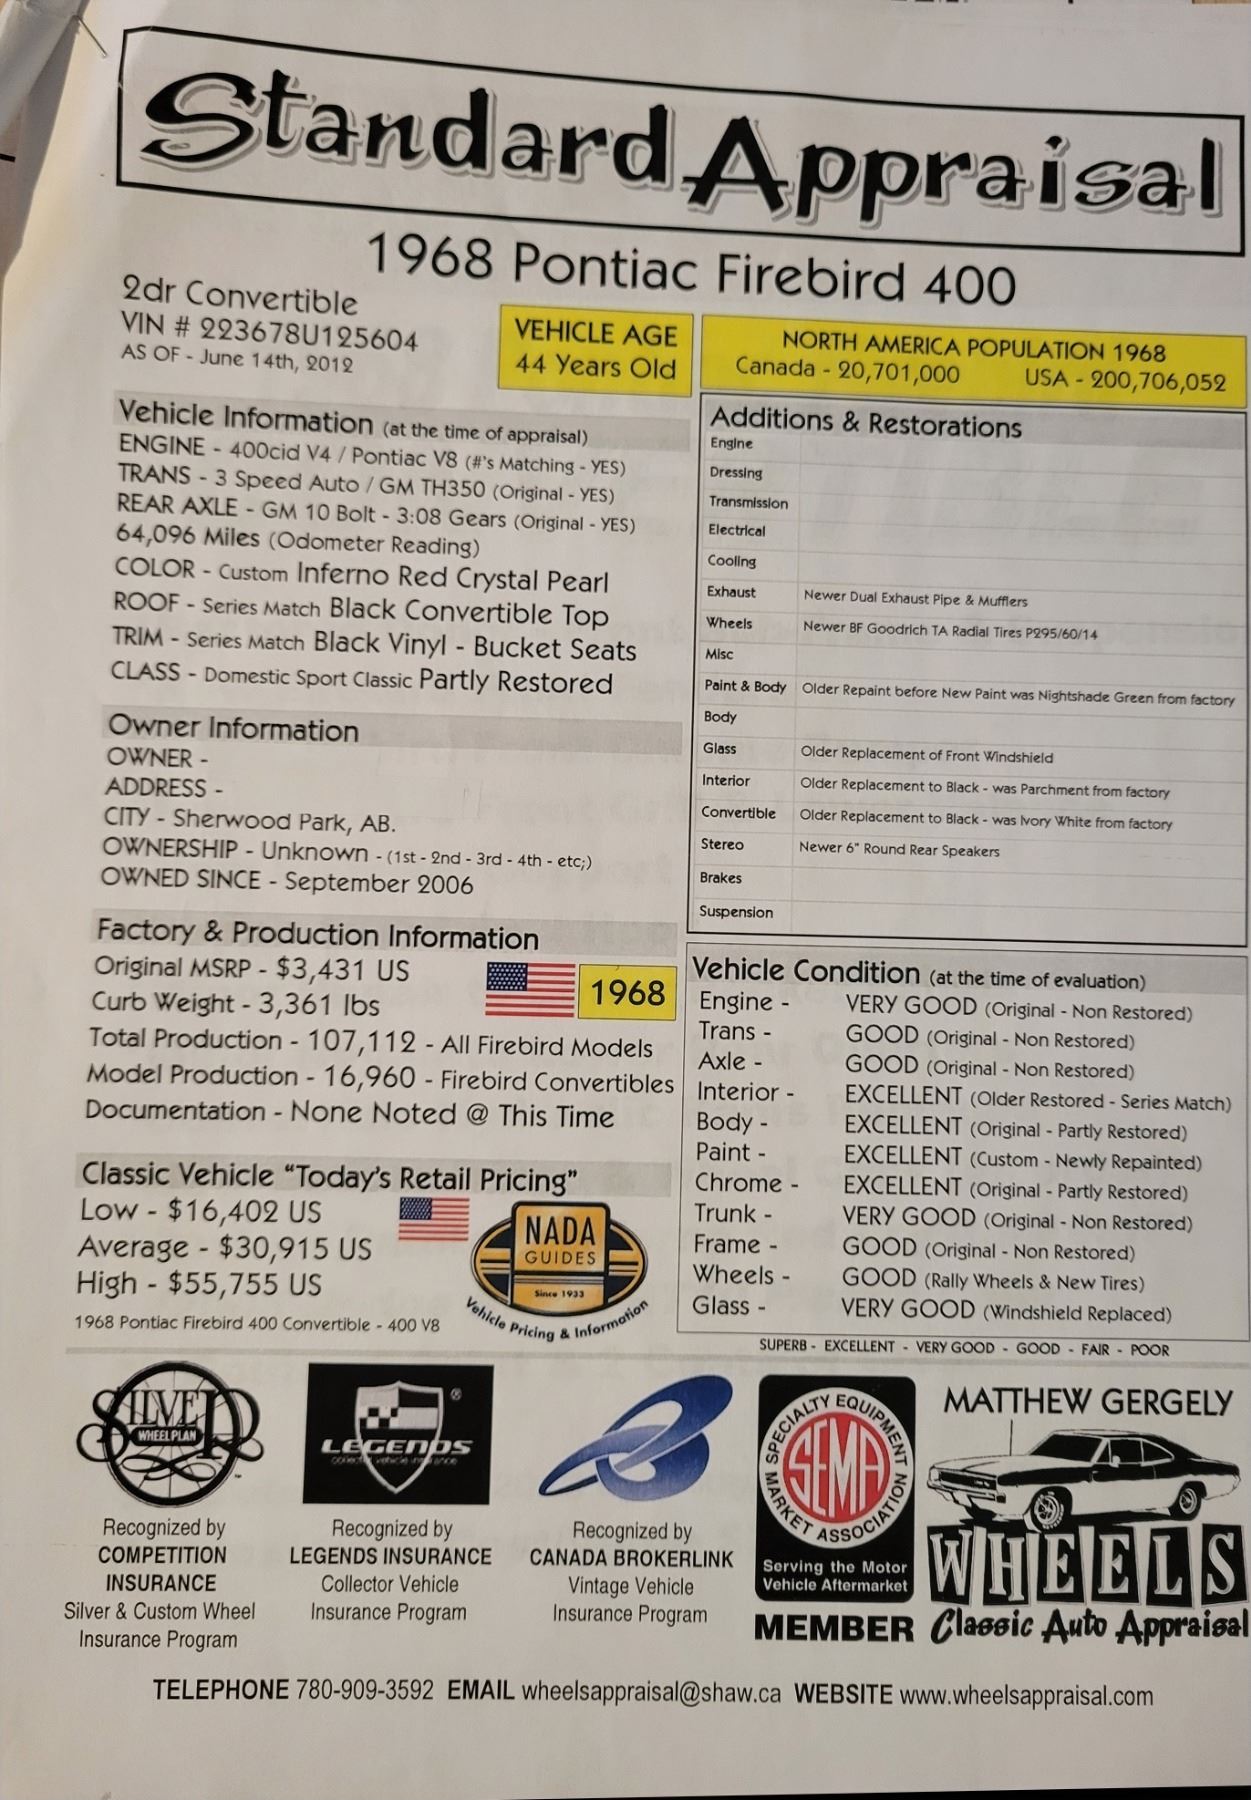 Standard Appraisal
1968 Pontiac Firebird 400
2dr Convertible
VIN # 223678U125604
AS OF - June 14th, 2012
VEHICLE AGE
44 Years Old
NORTH AMERICA POPULATION 1968
Canada - 20,701,000 USA - 200,706,052
Vehicle Information (at the time of appraisal)
ENGINE - 400cid V4 / Pontiac V8 (#'s Matching - YES)
TRANS - 3 Speed Auto / GM TH350 (Original - YES)
REAR AXLE - GM 10 Bolt - 3:08 Gears (Original - YES)
64,096 Miles (Odometer Reading)
COLOR - Custom Inferno Red Crystal Pearl
ROOF - Series Match Black Convertible Top
TRIM - Series Match Black Vinyl - Bucket Seats
CLASS - Domestic Sport Classic Partly Restored
Owner Information
OWNER -
ADDRESS -
CITY - Sherwood Park, AB.
OWNERSHIP - Unknown - (1st - 2nd - 3rd - 4th - etc;)
OWNED SINCE - September 2006
Factory & Production Information
Original MSRP - $3,431 US
Curb Weight - 3,361 lbs
1968
Total Production - 107,112 - All Firebird Models
Model Production - 16,960 - Firebird Convertibles
Documentation - None Noted @ This Time
Classic Vehicle "Today's Retail Pricing"
Low - $16,402 US
Average - $30,915 US
High - $55,755 US
1968 Pontiac Firebird 400 Convertible - 400 V8
NADA
GUIDES
Since 1933
Vehicle Pricing & Information
Additions & Restorations
Engine
Dressing
Transmission
Electrical
Cooling
Exhaust Newer Dual Exhaust Pipe & Mufflers
Wheels Newer BF Goodrich TA Radial Tires P295/60/14
Misc
Paint & Body Older Repaint before New Paint was Nightshade Green from factory
Body
Glass Older Replacement of Front Windshield
Interior Older Replacement to Black - was Parchment from factory
Convertible Older Replacement to Black - was Ivory White from factory
Stereo Newer 6" Round Rear Speakers
Brakes
Suspension
Vehicle Condition (at the time of evaluation)
Engine - VERY GOOD (Original - Non Restored)
Trans - GOOD (Original - Non Restored)
Axle - GOOD (Original - Non Restored)
Interior - EXCELLENT (Older Restored - Series Match)
Body - EXCELLENT (Original - Partly Restored)
Paint - EXCELLENT (Custom - Newly Repainted)
Chrome - EXCELLENT (Original - Partly Restored)
Trunk - VERY GOOD (Original - Non Restored)
Frame - GOOD (Original - Non Restored)
Wheels - GOOD (Rally Wheels & New Tires)
Glass - VERY GOOD (Windshield Replaced)
SUPERB - EXCELLENT - VERY GOOD - GOOD - FAIR - POOR
SILVER
WHEEL PLAN
Recognized by
COMPETITION
INSURANCE
Silver & Custom Wheel
Insurance Program
LEGENDS ®
collector vehicle insurance
Recognized by
LEGENDS INSURANCE
Collector Vehicle
Insurance Program
Recognized by
CANADA BROKERLINK
Vintage Vehicle
Insurance Program
SPECIALTY EQUIPMENT
SEMA
MARKET ASSOCIATION
Serving the Motor
Vehicle Aftermarket
MEMBER
MATTHEW GERGELY
WHEELS
Classic Auto Appraisal
TELEPHONE 780-909-3592 EMAIL wheelsappraisal@shaw.ca WEBSITE www.wheelsappraisal.com